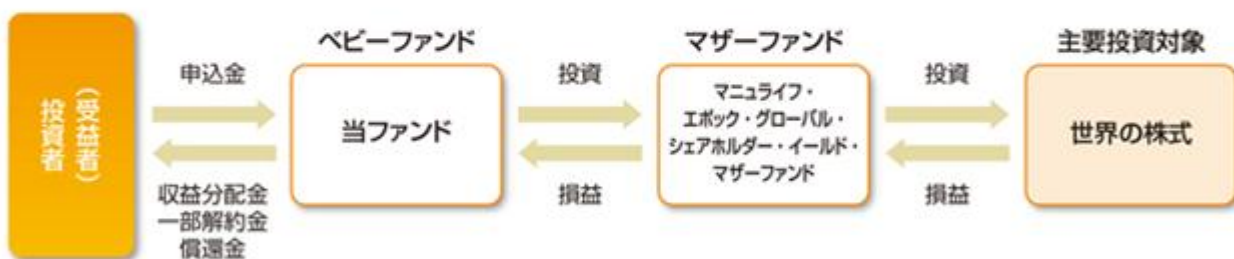 投資者
（受益者）
申込金
収益分配金
一部解約金
償還金
ベビーファンド
当ファンド
投資
損益
マザーファンド
マニュライフ・
エポック・グローバル・
シェアホルダー・イールド・
マザーファンド
投資
損益
主要投資対象
世界の株式